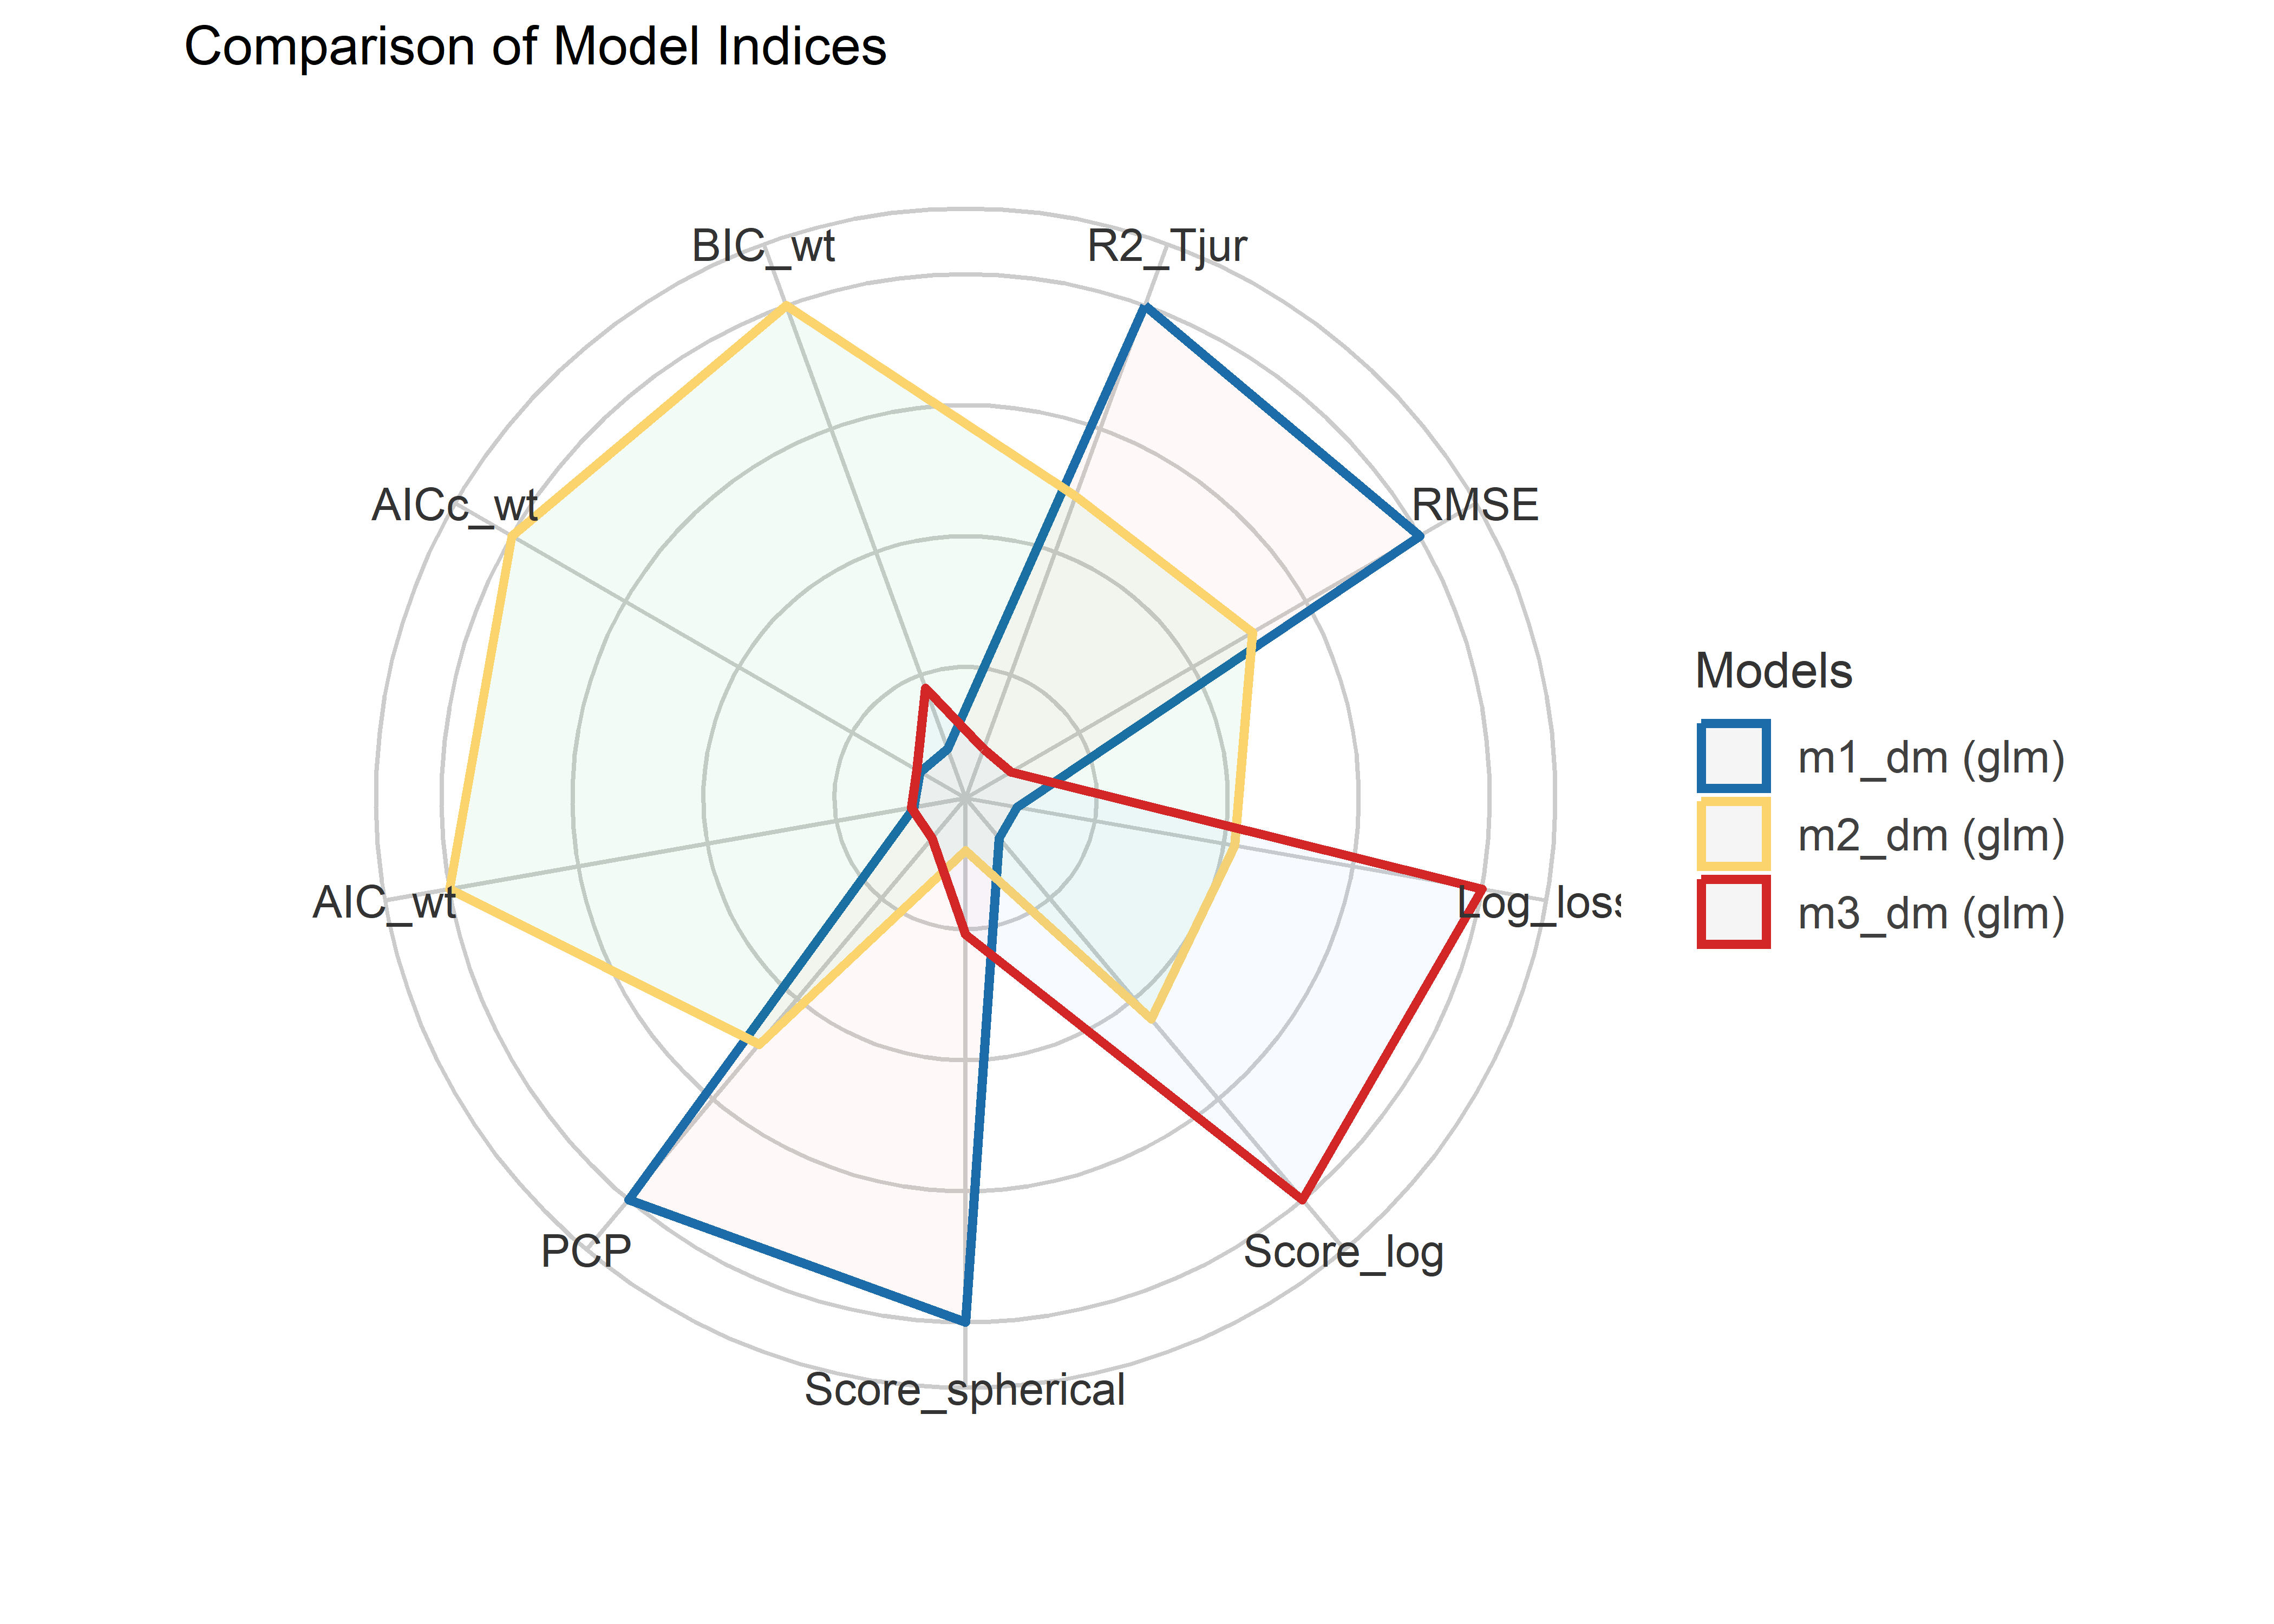 Comparison of Model Indices
BIC_wt
R2_Tjur
AICc_wt
RMSE
AIC_wt
Log_loss
PCP
Score_log
Score_spherical
Models
m1_dm (glm)
m2_dm (glm)
m3_dm (glm)